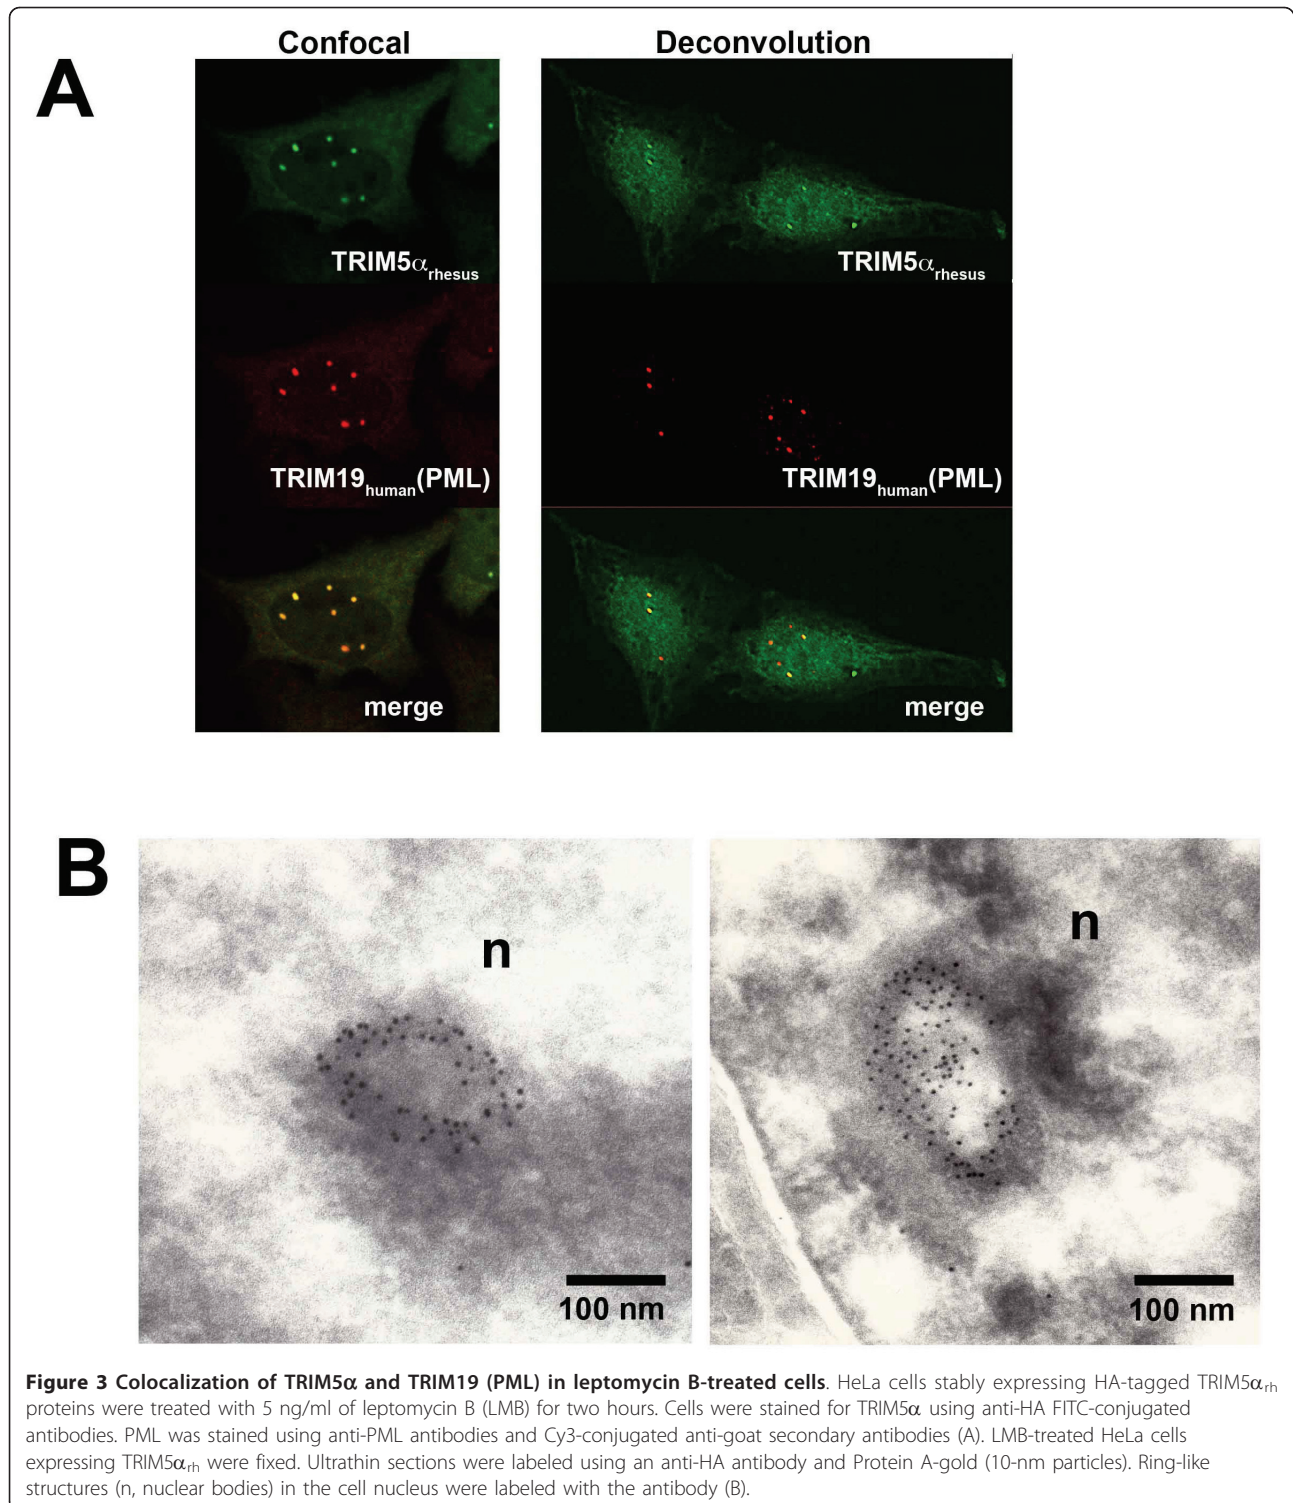 Confocal
Deconvolution
A
TRIM5αrhesus
TRIM5αrhesus
TRIM19human(PML)
TRIM19human(PML)
merge
merge
B
n
n
100 nm
100 nm
Figure 3 Colocalization of TRIM5α and TRIM19 (PML) in leptomycin B-treated cells. HeLa cells stably expressing HA-tagged TRIM5αrh
proteins were treated with 5 ng/ml of leptomycin B (LMB) for two hours. Cells were stained for TRIM5α using anti-HA FITC-conjugated
antibodies. PML was stained using anti-PML antibodies and Cy3-conjugated anti-goat secondary antibodies (A). LMB-treated HeLa cells
expressing TRIM5αrh were fixed. Ultrathin sections were labeled using an anti-HA antibody and Protein A-gold (10-nm particles). Ring-like
structures (n, nuclear bodies) in the cell nucleus were labeled with the antibody (B).